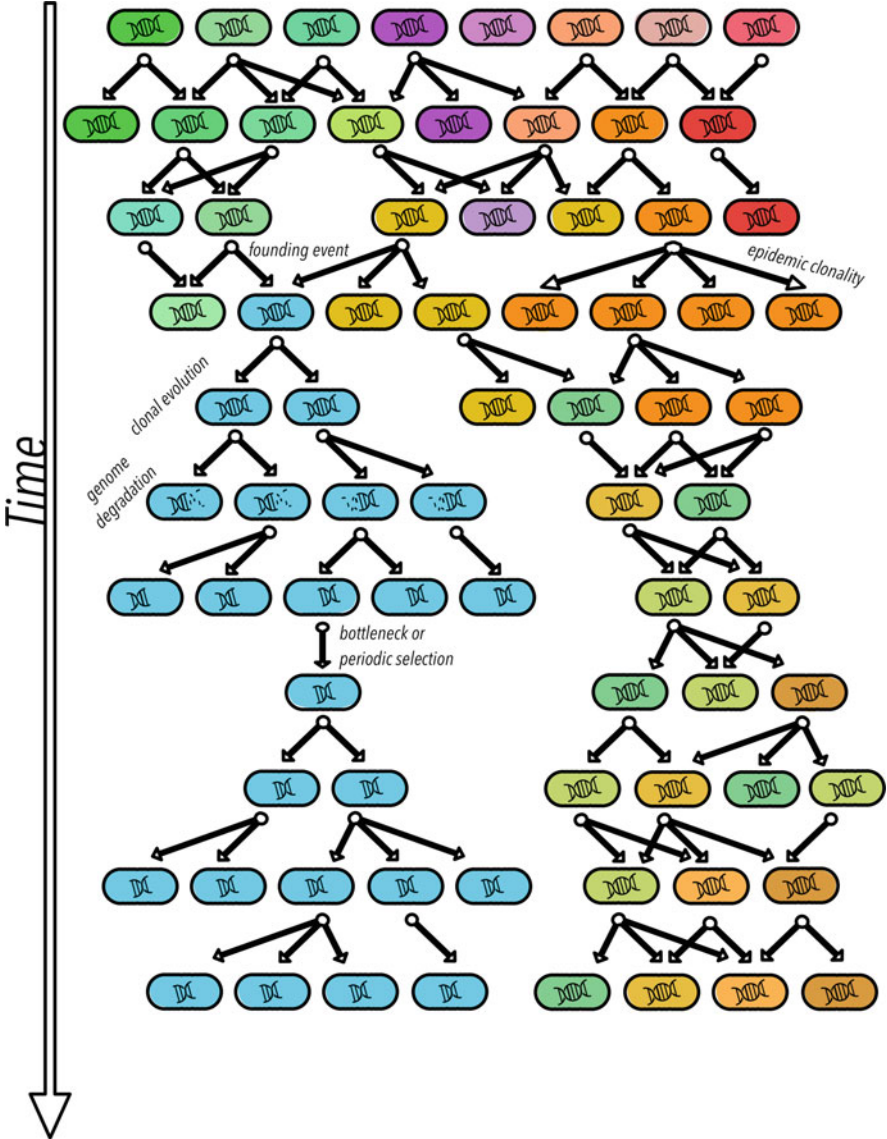 founding event
epidemic clonality
clonal evolution
Time
genome
degradation
bottleneck or
periodic selection